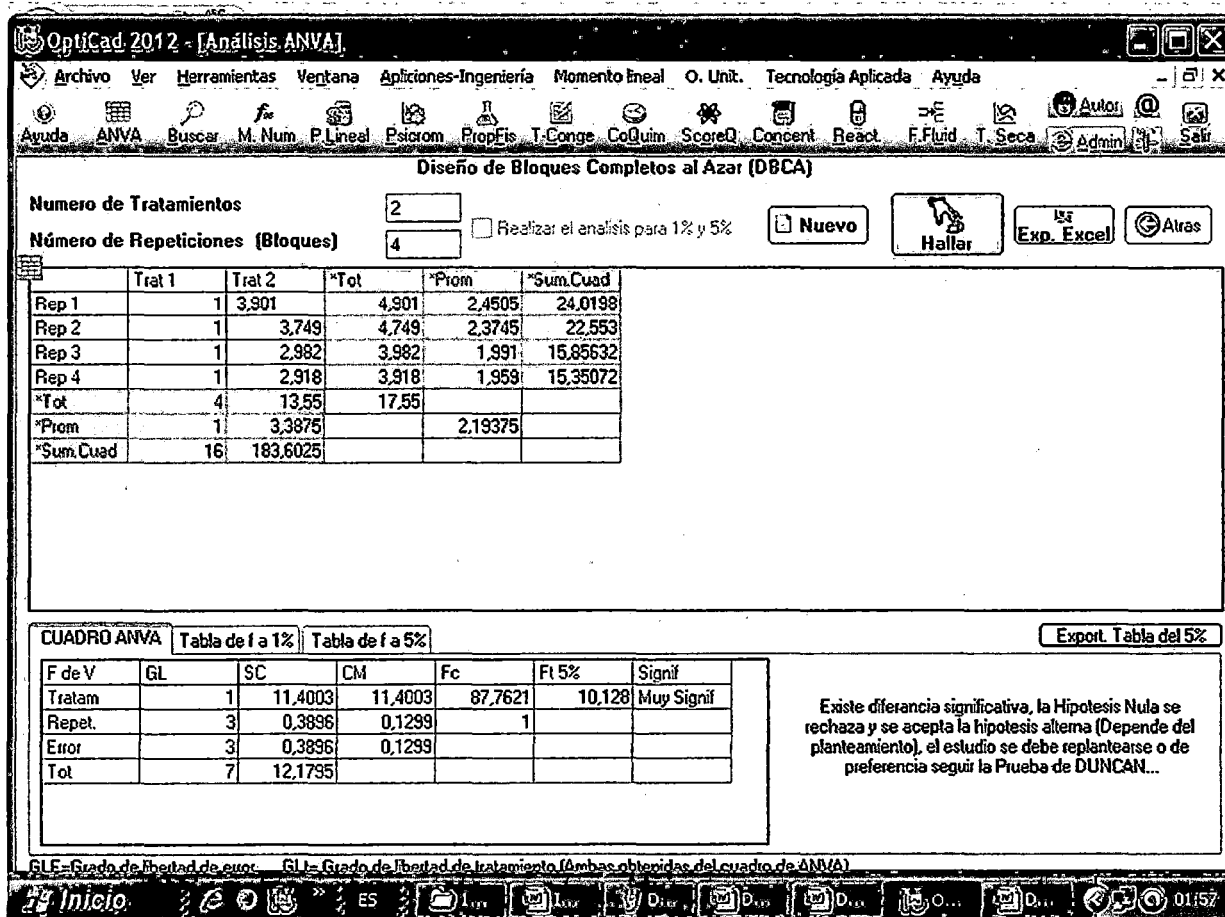 OptiCad 2012 - [Análisis ANVA]
Archivo Ver Herramientas Ventana Apliciones-Ingeniería Momento lineal O. Unit. Tecnología Aplicada Ayuda
Autor @
Ayuda ANVA Buscar M. Num P.Lineal Psicrom PropFis T-Conge CoQuim ScoreQ Concent React. F.Fluid T. Seca Admin Salir
Diseño de Bloques Completos al Azar (DBCA)
Numero de Tratamientos 2
Realizar el analisis para 1% y 5% Nuevo Hallar Exp. Excel Atras
Número de Repeticiones (Bloques) 4
Trat 1 Trat 2 *Tot *Prom *Sum.Cuad
Rep 1 1 3,901 4,901 2,4505 24,0198
Rep 2 1 3,749 4,749 2,3745 22,553
Rep 3 1 2,982 3,982 1,991 15,85632
Rep 4 1 2,918 3,918 1,959 15,35072
*Tot 4 13,55 17,55
*Prom 1 3,3875 2,19375
*Sum.Cuad 16 183,6025
CUADRO ANVA Tabla de f a 1% Tabla de f a 5% Export. Tabla del 5%
F de V GL SC CM Fc Ft 5% Signif
Tratam 1 11,4003 11,4003 87,7621 10,128 Muy Signif
Repet. 3 0,3896 0,1299 1
Error 3 0,3896 0,1299
Tot 7 12,1795
Existe diferancia significativa, la Hipotesis Nula se
rechaza y se acepta la hipotesis alterna (Depende del
planteamiento), el estudio se debe replantearse o de
preferencia seguir la Prueba de DUNCAN...
GLE=Grado de libertad de error GLt= Grado de libertad de tratamiento (Ambas obtenidas del cuadro de ANVA)
Inicio ES 1... 1... D... D... D... O... D... 01:57